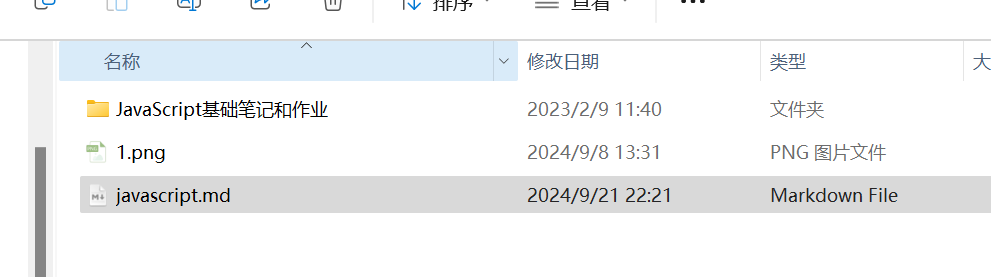 排序 查看
名称 修改日期 类型 大
JavaScript基础笔记和作业 2023/2/9 11:40 文件夹
1.png 2024/9/8 13:31 PNG 图片文件
javascript.md 2024/9/21 22:21 Markdown File